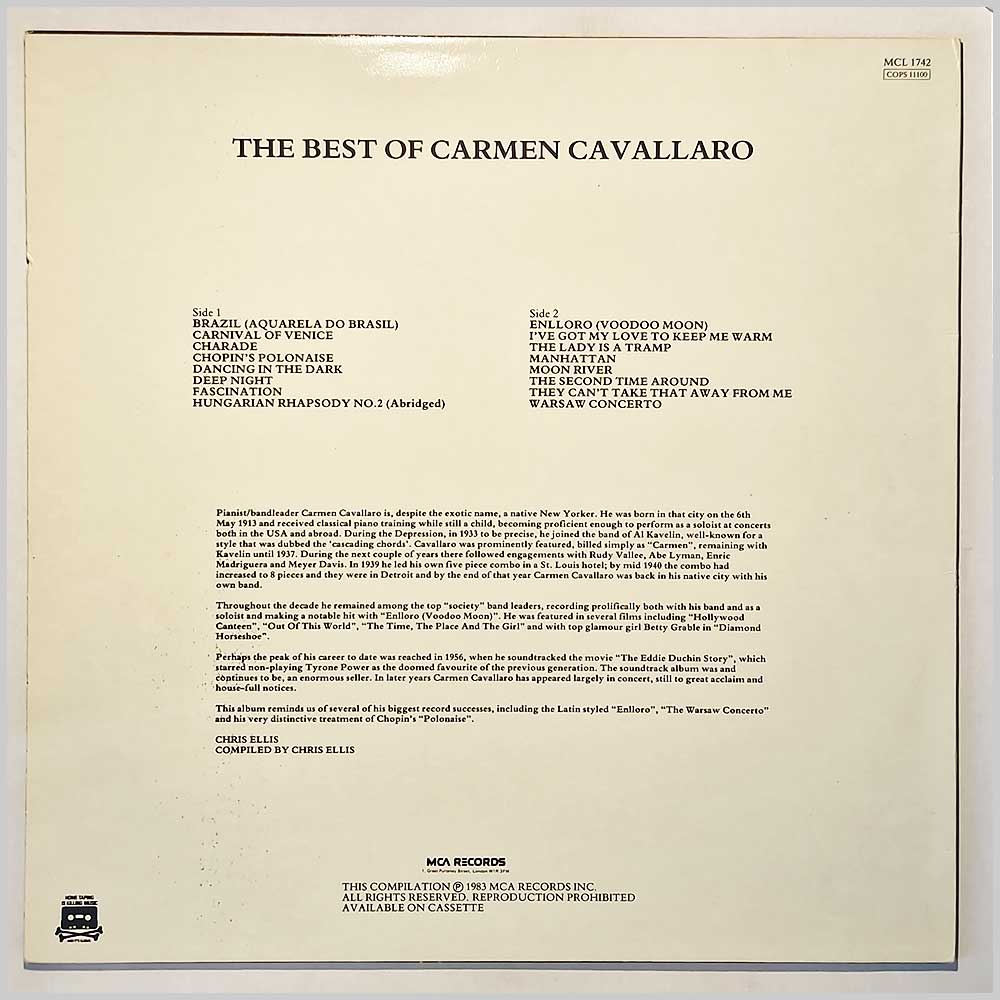 MCL 1742
COPS 11109
THE BEST OF CARMEN CAVALLARO
Side 1
BRAZIL (AQUARELA DO BRASIL)
CARNIVAL OF VENICE
CHARADE
CHOPIN'S POLONAISE
DANCING IN THE DARK
DEEP NIGHT
FASCINATION
HUNGARIAN RHAPSODY NO.2 (Abridged)
Side 2
ENLLORO (VOODOO MOON)
I'VE GOT MY LOVE TO KEEP ME WARM
THE LADY IS A TRAMP
MANHATTAN
MOON RIVER
THE SECOND TIME AROUND
THEY CAN'T TAKE THAT AWAY FROM ME
WARSAW CONCERTO
Pianist/bandleader Carmen Cavallaro is, despite the exotic name, a native New Yorker. He was born in that city on the 6th
May 1913 and received classical piano training while still a child, becoming proficient enough to perform as a soloist at concerts
both in the USA and abroad. During the Depression, in 1933 to be precise, he joined the band of Al Kavelin, well-known for a
style that was dubbed the 'cascading chords'. Cavallaro was prominently featured, billed simply as "Carmen", remaining with
Kavelin until 1937. During the next couple of years there followed engagements with Rudy Vallee, Abe Lyman, Enric
Madriguera and Meyer Davis. In 1939 he led his own five piece combo in a St. Louis hotel; by mid 1940 the combo had
increased to 8 pieces and they were in Detroit and by the end of that year Carmen Cavallaro was back in his native city with his
own band.
Throughout the decade he remained among the top "society" band leaders, recording prolifically both with his band and as a
soloist and making a notable hit with "Enlloro (Voodoo Moon)". He was featured in several films including "Hollywood
Canteen", "Out Of This World", "The Time, The Place And The Girl" and with top glamour girl Betty Grable in "Diamond
Horseshoe".
Perhaps the peak of his career to date was reached in 1956, when he soundtracked the movie "The Eddie Duchin Story", which
starred non-playing Tyrone Power as the doomed favourite of the previous generation. The soundtrack album was and
continues to be, an enormous seller. In later years Carmen Cavallaro has appeared largely in concert, still to great acclaim and
house-full notices.
This album reminds us of several of his biggest record successes, including the Latin styled "Enlloro", "The Warsaw Concerto"
and his very distinctive treatment of Chopin's "Polonaise".
CHRIS ELLIS
COMPILED BY CHRIS ELLIS
MCA RECORDS
1, Great Pulteney Street, London W1R 3FW
THIS COMPILATION ℗ 1983 MCA RECORDS INC.
ALL RIGHTS RESERVED. REPRODUCTION PROHIBITED
AVAILABLE ON CASSETTE
HOME TAPING
IS KILLING MUSIC
AND IT'S ILLEGAL